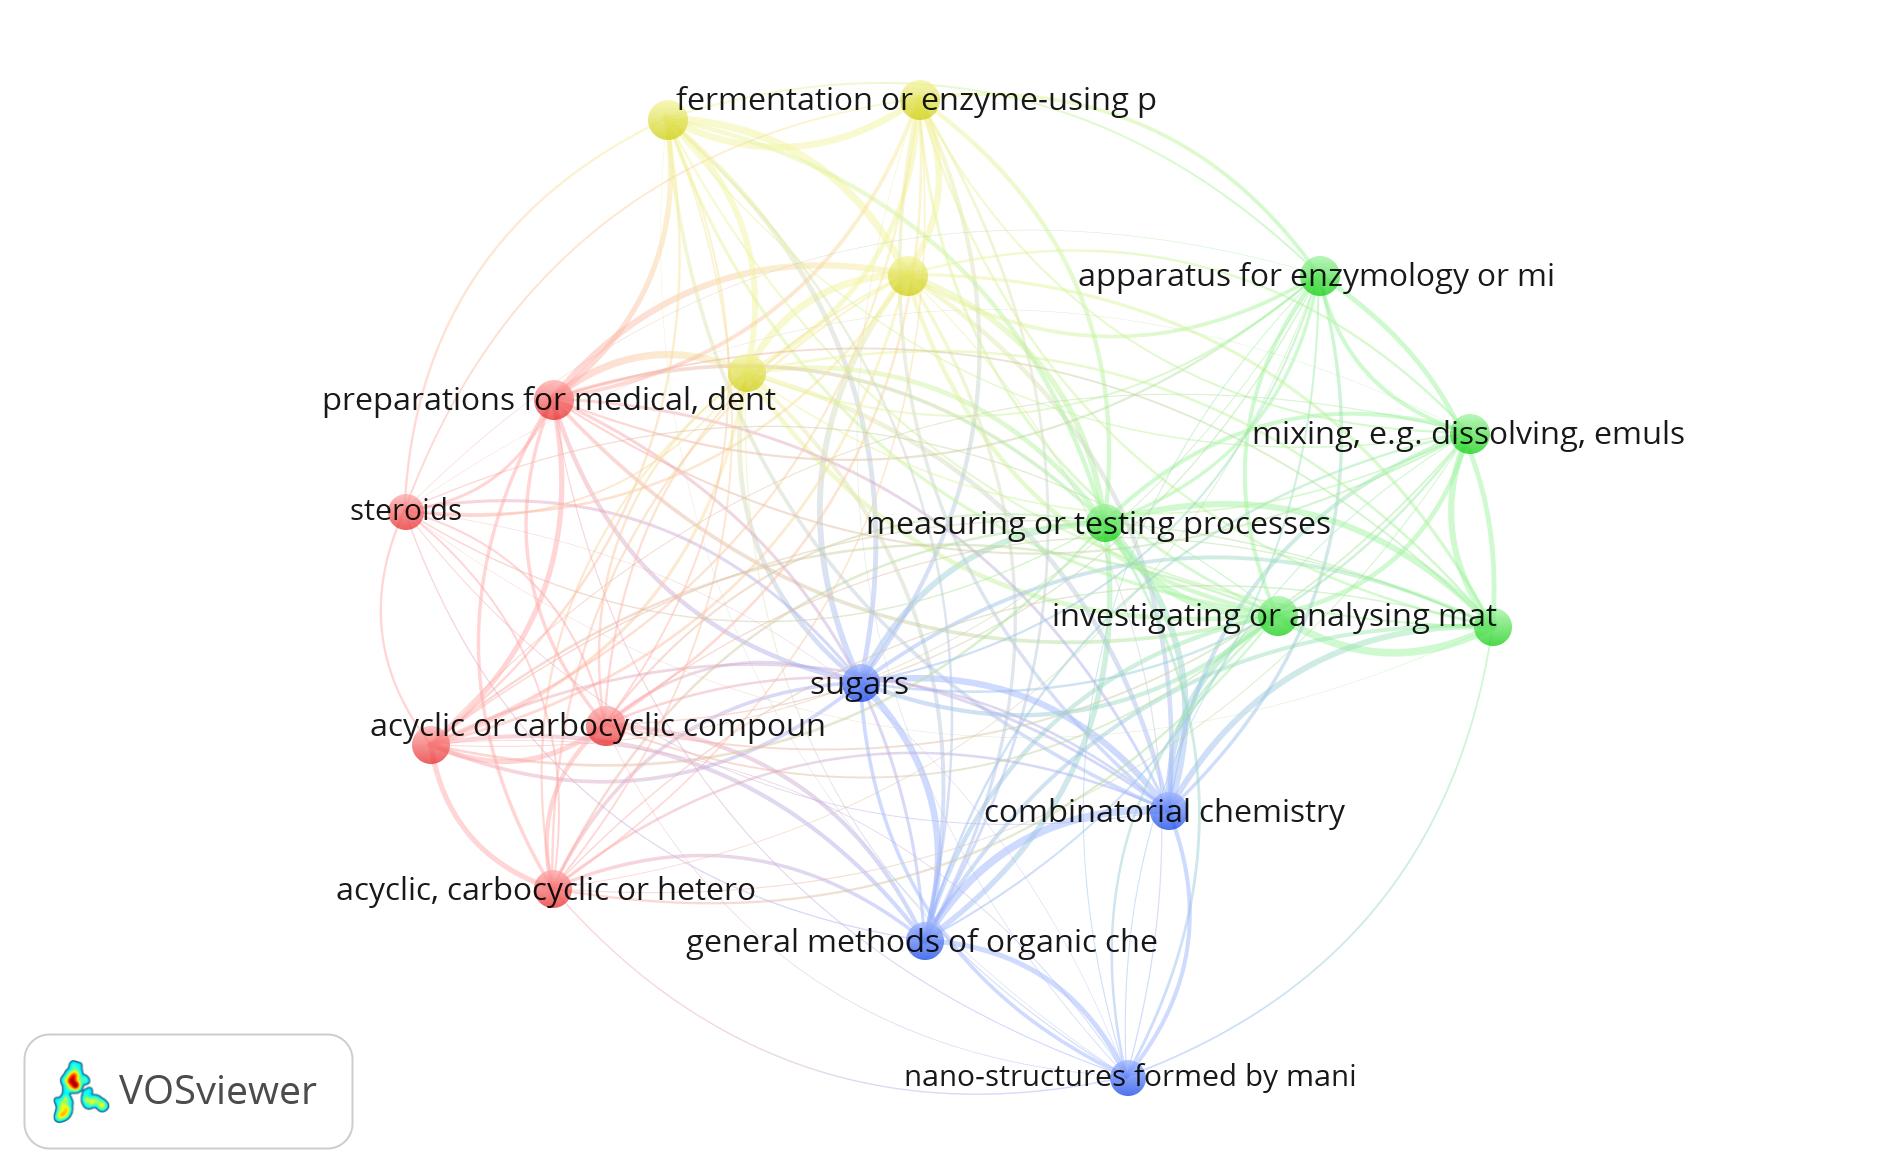 fermentation or enzyme-using p
apparatus for enzymology or mi
preparations for medical, dent
mixing, e.g. dissolving, emuls
steroids
measuring or testing processes
investigating or analysing mat
sugars
acyclic or carbocyclic compoun
combinatorial chemistry
acyclic, carbocyclic or hetero
general methods of organic che
nano-structures formed by mani
VOSviewer